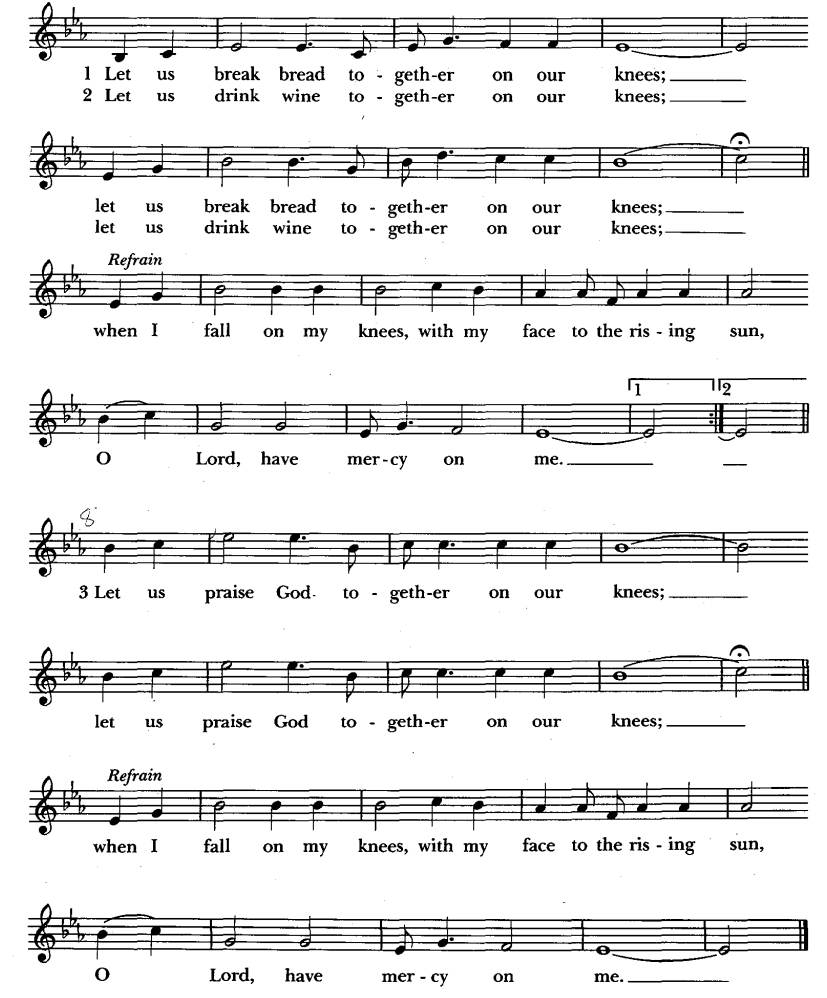 1 Let us break bread to - geth-er on our knees;
2 Let us drink wine to - geth-er on our knees;
let us break bread to - geth-er on our knees;
let us drink wine to - geth-er on our knees;
Refrain
when I fall on my knees, with my face to the ris - ing sun,
1 2
O Lord, have mer-cy on me.
8
3 Let us praise God to - geth-er on our knees;
let us praise God to - geth-er on our knees;
Refrain
when I fall on my knees, with my face to the ris - ing sun,
O Lord, have mer - cy on me.